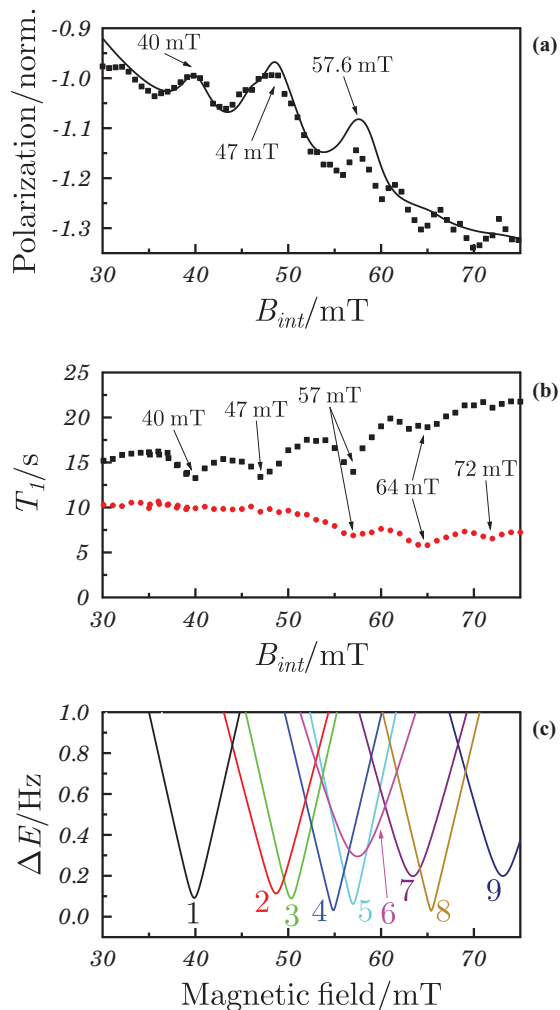 (a)
Polarization/norm.
-0.9
-1.0
-1.1
-1.2
-1.3
40 mT
47 mT
57.6 mT
30 40 50 60 70
B_int/mT
(b)
T_1/s
25
20
15
10
5
0
40 mT
47 mT
57 mT
64 mT
72 mT
30 40 50 60 70
B_int/mT
(c)
ΔE/Hz
1.0
0.8
0.6
0.4
0.2
0.0
1 2 3 4 5 6 7 8 9
30 40 50 60 70
Magnetic field/mT